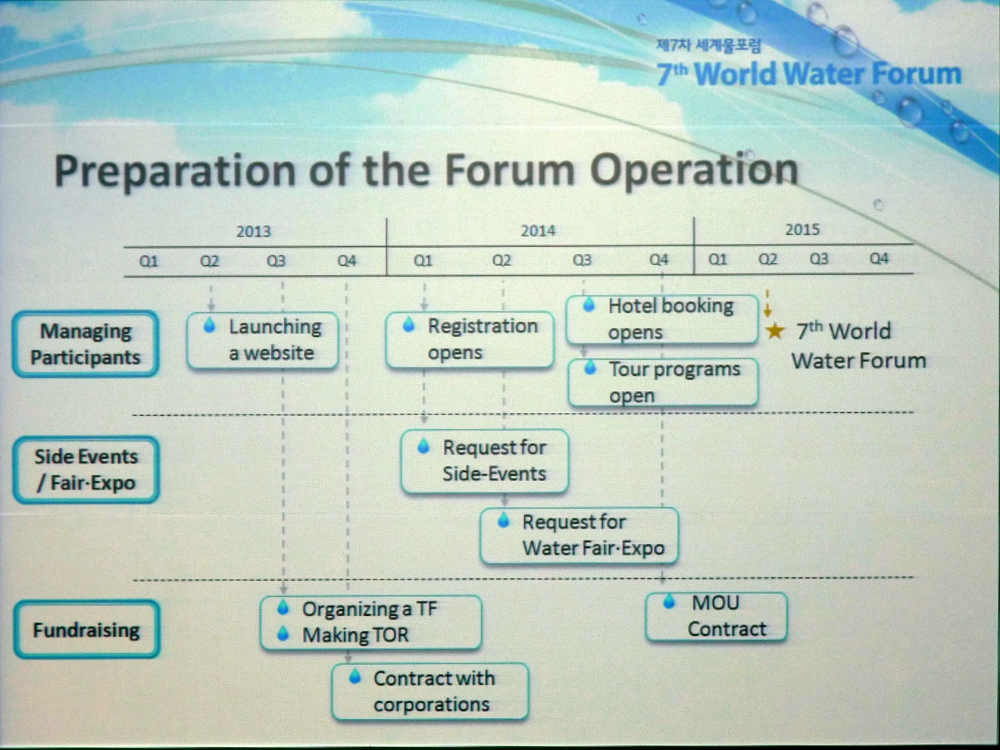 제7차 세계물포럼
7th World Water Forum
Preparation of the Forum Operation
2013 2014 2015
Q1 Q2 Q3 Q4 Q1 Q2 Q3 Q4 Q1 Q2 Q3 Q4
Managing
Participants
Launching
a website
Registration
opens
Hotel booking
opens
Tour programs
open
7th World
Water Forum
Side Events
/ Fair·Expo
Request for
Side-Events
Request for
Water Fair·Expo
Fundraising
Organizing a TF
Making TOR
Contract with
corporations
MOU
Contract